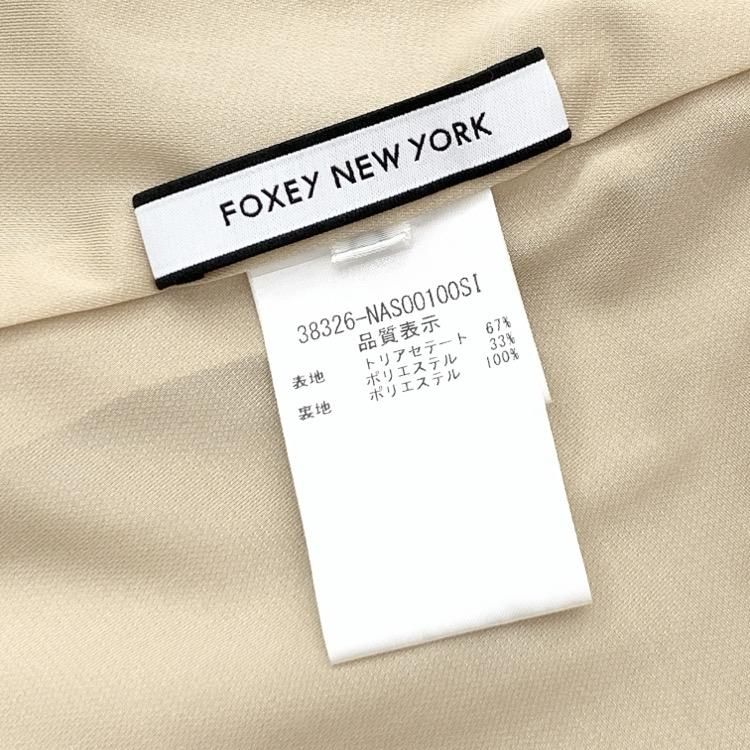 FOXEY NEW YORK
38326-NAS00100SI
品質表示
表地 トリアセテート 67%
ポリエステル 33%
裏地 ポリエステル 100%